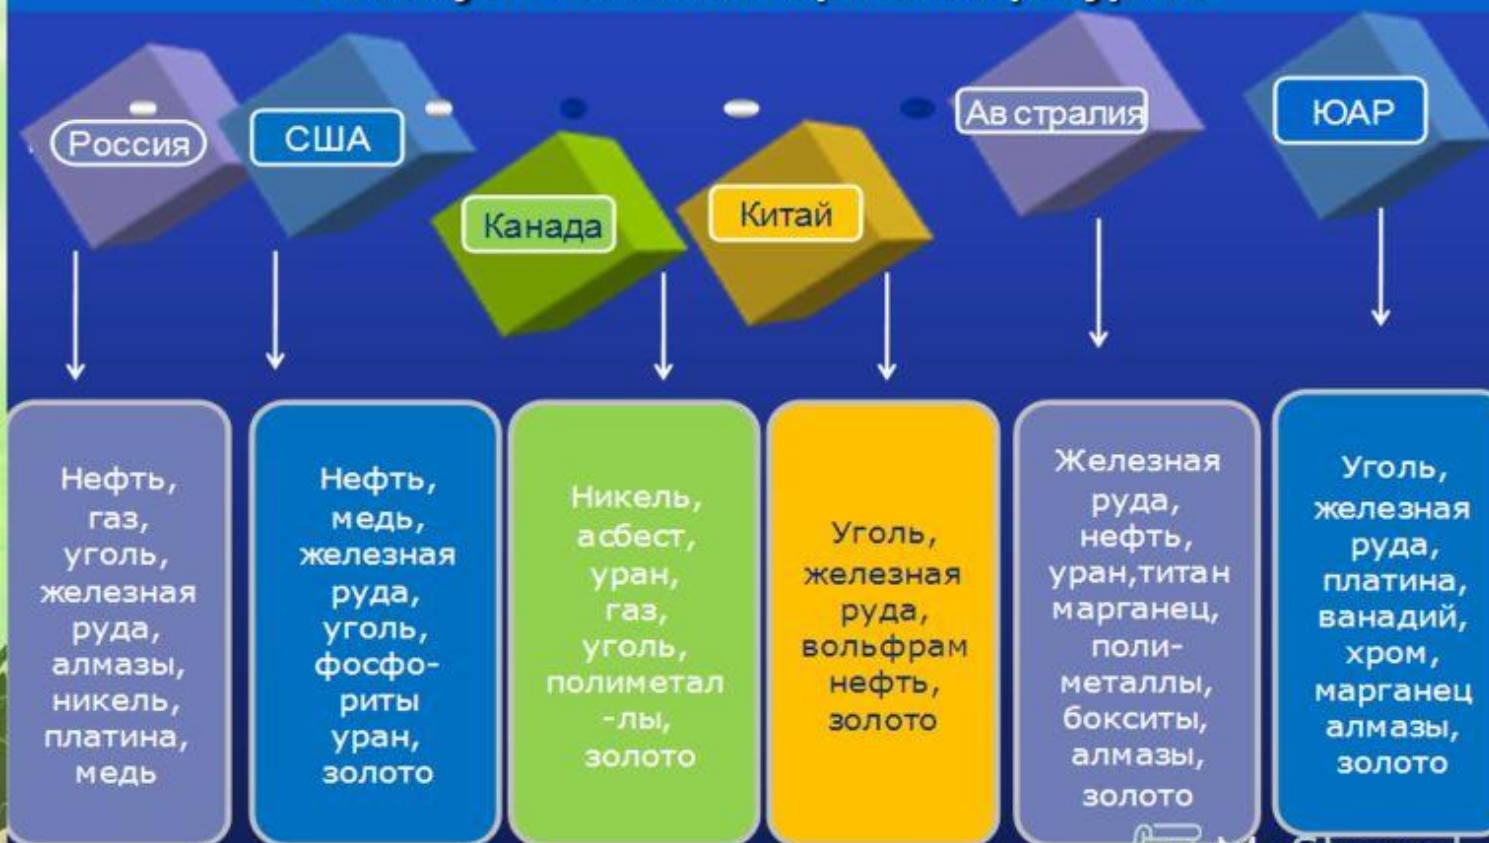 Россия
США
Канада
Китай
Ав стралия
ЮАР
Нефть,
газ,
уголь,
железная
руда,
алмазы,
никель,
платина,
медь
Нефть,
медь,
железная
руда,
уголь,
фосфо-
риты
уран,
золото
Никель,
асбест,
уран,
газ,
уголь,
полиметал
-лы,
золото
Уголь,
железная
руда,
вольфрам
нефть,
золото
Железная
руда,
нефть,
уран,титан
марганец,
поли-
металлы,
бокситы,
алмазы,
золото
Уголь,
железная
руда,
платина,
ванадий,
хром,
марганец
алмазы,
золото